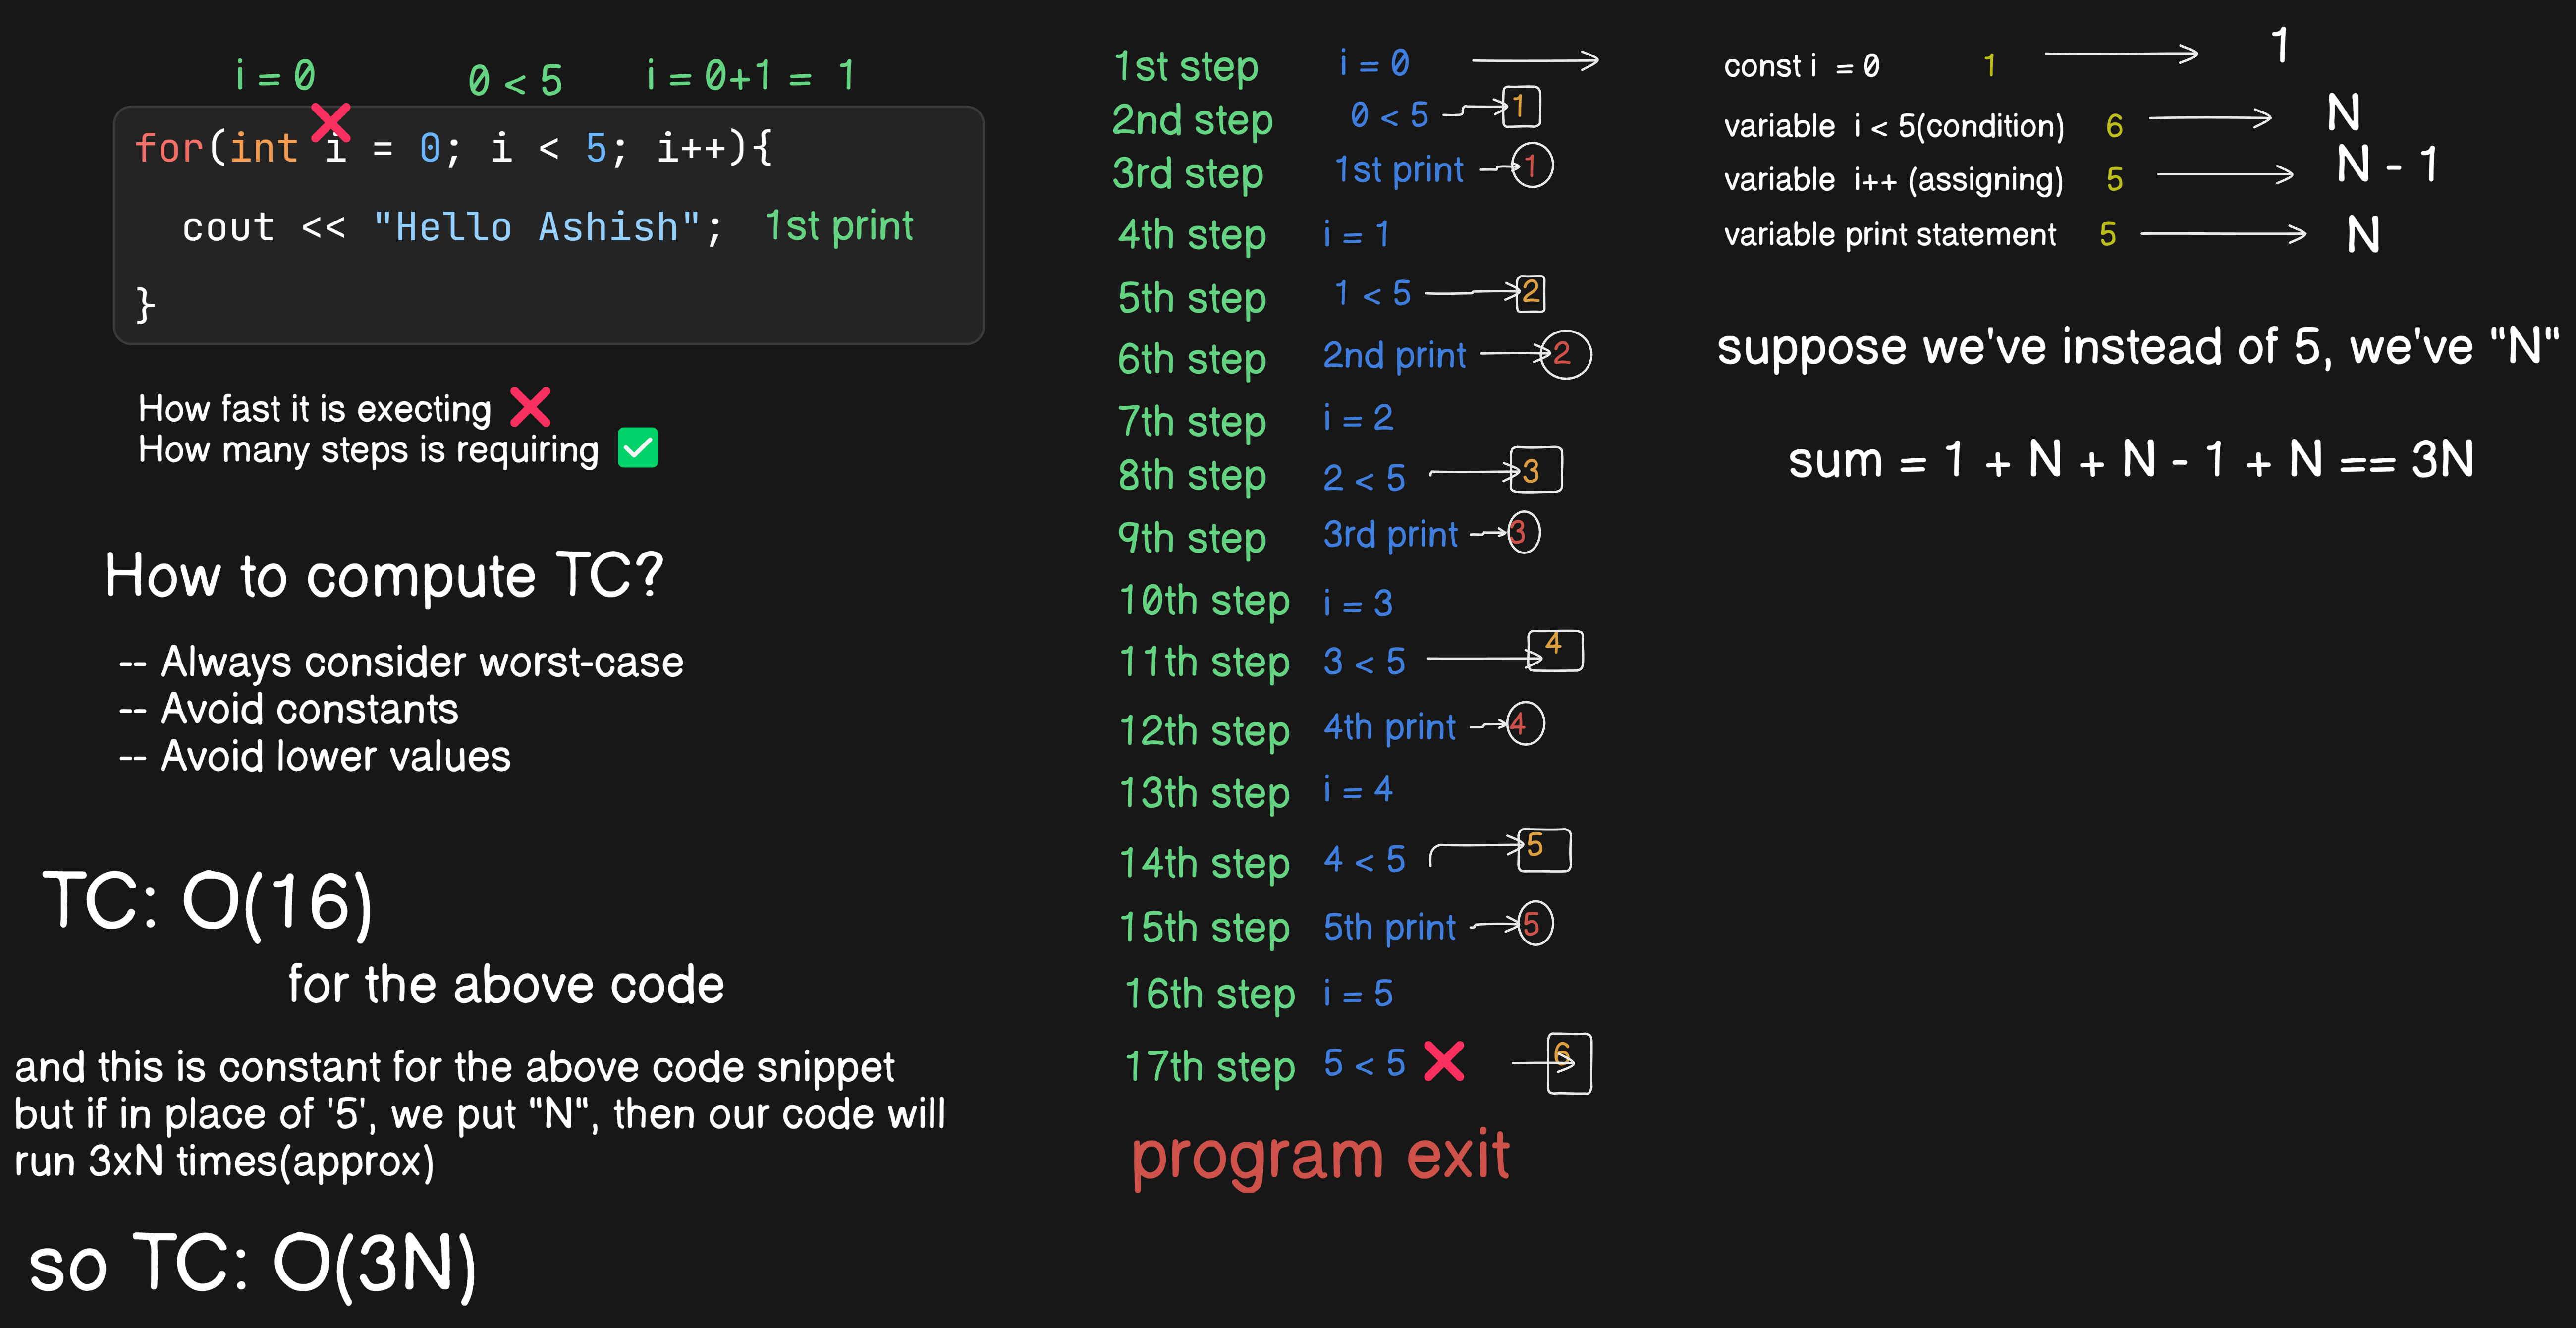 i = 0 0 < 5 i = 0+1 = 1
for(int i = 0; i < 5; i++){
cout << "Hello Ashish"; 1st print
}
How fast it is execting ❌
How many steps is requiring ✅
How to compute TC?
-- Always consider worst-case
-- Avoid constants
-- Avoid lower values
TC: O(16)
for the above code
and this is constant for the above code snippet
but if in place of '5', we put "N", then our code will
run 3xN times(approx)
so TC: O(3N)
1st step i = 0
2nd step 0 < 5 1
3rd step 1st print 1
4th step i = 1
5th step 1 < 5 2
6th step 2nd print 2
7th step i = 2
8th step 2 < 5 3
9th step 3rd print 3
10th step i = 3
11th step 3 < 5 4
12th step 4th print 4
13th step i = 4
14th step 4 < 5 5
15th step 5th print 5
16th step i = 5
17th step 5 < 5 ❌ 6
program exit
const i = 0 1 1
variable i < 5(condition) 6 N
variable i++ (assigning) 5 N - 1
variable print statement 5 N
suppose we've instead of 5, we've "N"
sum = 1 + N + N - 1 + N == 3N